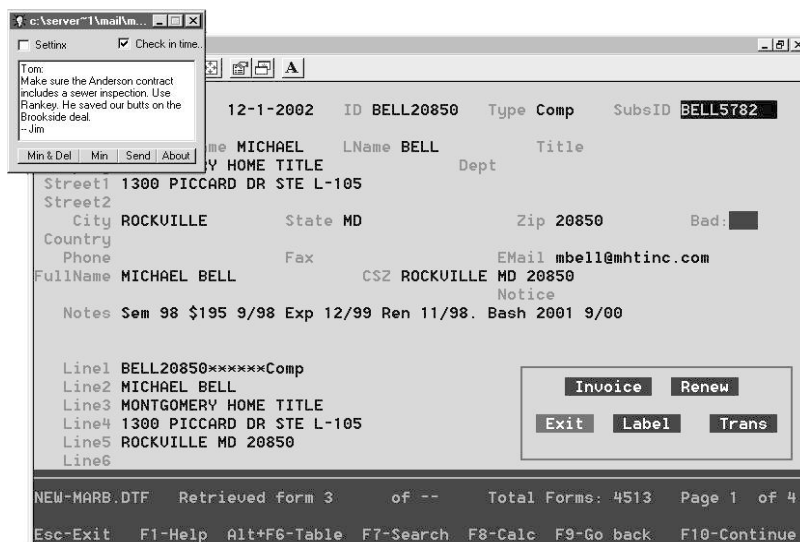 c:\server~1\mail\m...
Settinx Check in time..
Tom:
Make sure the Anderson contract
includes a sewer inspection. Use
Rankey. He saved our butts on the
Brookside deal.
-- Jim
Min & Del Min Send About
A
12-1-2002 ID BELL20850 Type Comp SubsID BELL5782
me MICHAEL LName BELL Title
Y HOME TITLE Dept
Street1 1300 PICCARD DR STE L-105
Street2
City ROCKVILLE State MD Zip 20850 Bad:
Country
Phone Fax EMail mbell@mhtinc.com
FullName MICHAEL BELL CSZ ROCKVILLE MD 20850
Notice
Notes Sem 98 $195 9/98 Exp 12/99 Ren 11/98. Bash 2001 9/00
Line1 BELL20850******Comp
Line2 MICHAEL BELL
Line3 MONTGOMERY HOME TITLE
Line4 1300 PICCARD DR STE L-105
Line5 ROCKVILLE MD 20850
Line6
Invoice Renew
Exit Label Trans
NEW-MARB.DTF Retrieved form 3 of -- Total Forms: 4513 Page 1 of 4
Esc-Exit F1-Help Alt+F6-Table F7-Search F8-Calc F9-Go back F10-Continue